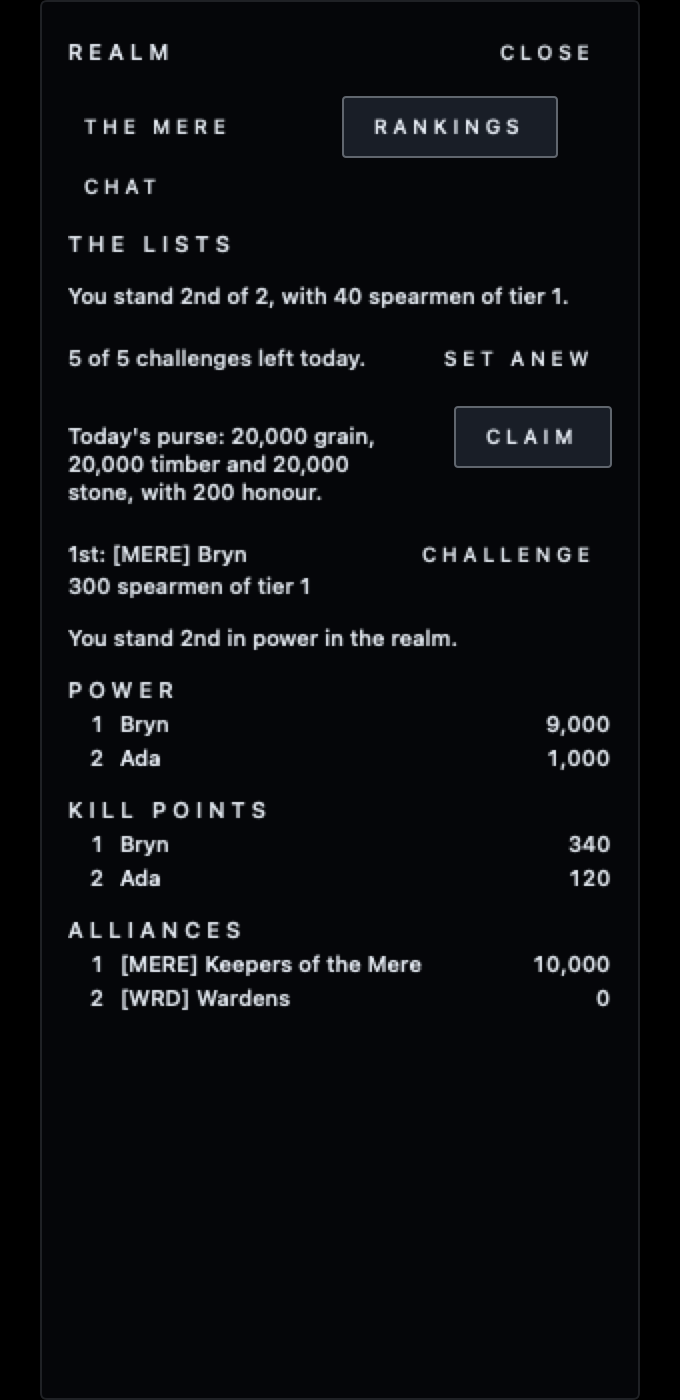 REALM CLOSE
THE MERE RANKINGS
CHAT
THE LISTS
You stand 2nd of 2, with 40 spearmen of tier 1.
5 of 5 challenges left today. SET ANEW
Today's purse: 20,000 grain, CLAIM
20,000 timber and 20,000
stone, with 200 honour.
1st: [MERE] Bryn CHALLENGE
300 spearmen of tier 1
You stand 2nd in power in the realm.
POWER
1 Bryn 9,000
2 Ada 1,000
KILL POINTS
1 Bryn 340
2 Ada 120
ALLIANCES
1 [MERE] Keepers of the Mere 10,000
2 [WRD] Wardens 0